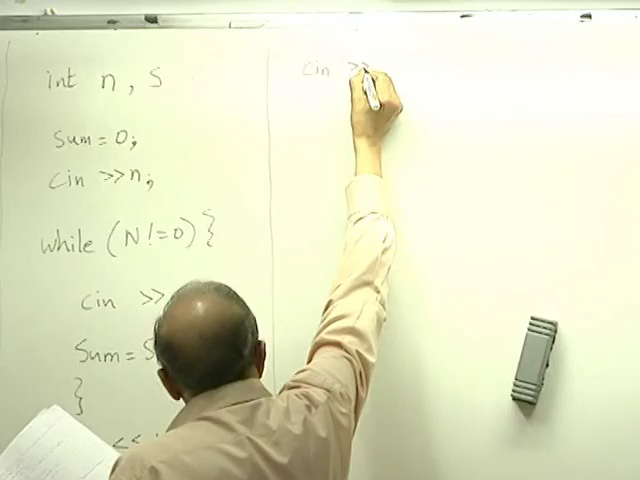 int n, S
Sum = 0;
cin >>n;
while (N!=0) {
cin >>
Sum = S
}
<<
cin >>